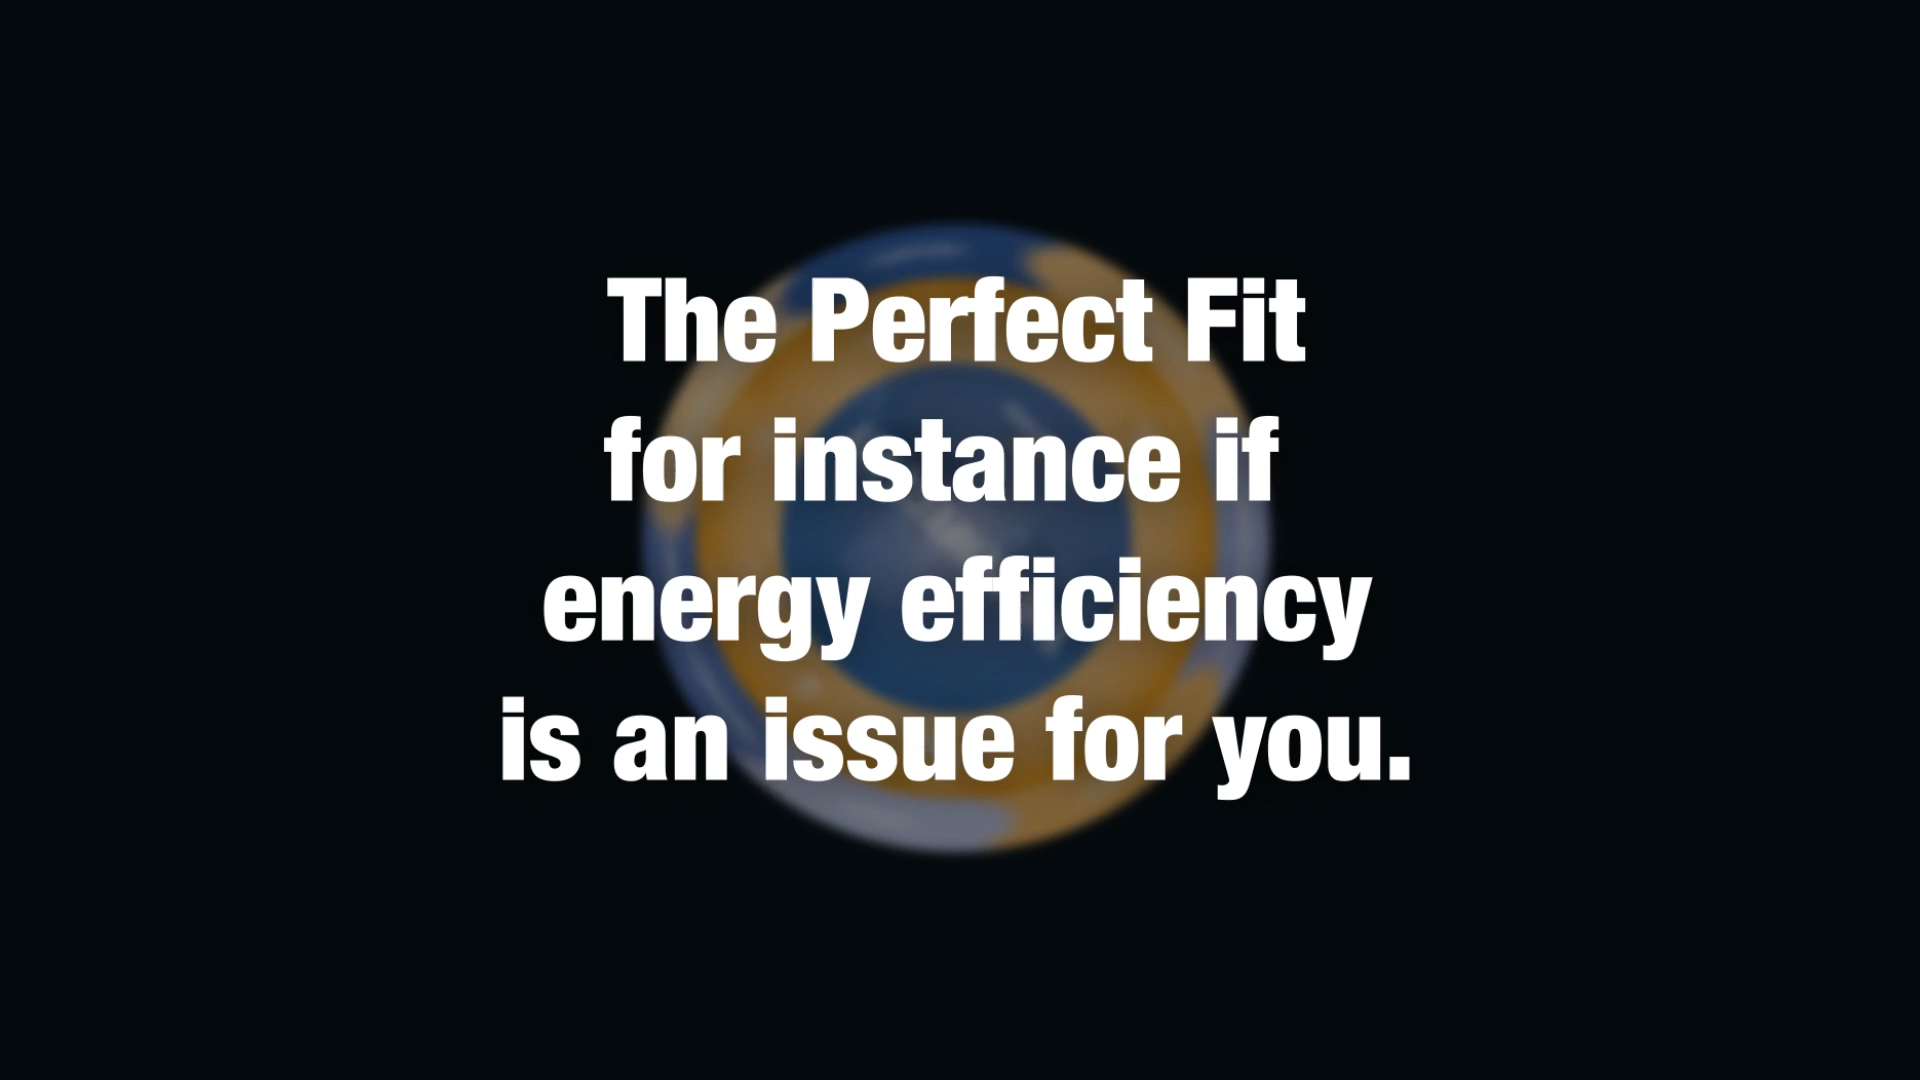 The Perfect Fit
for instance if
energy efficiency
is an issue for you.